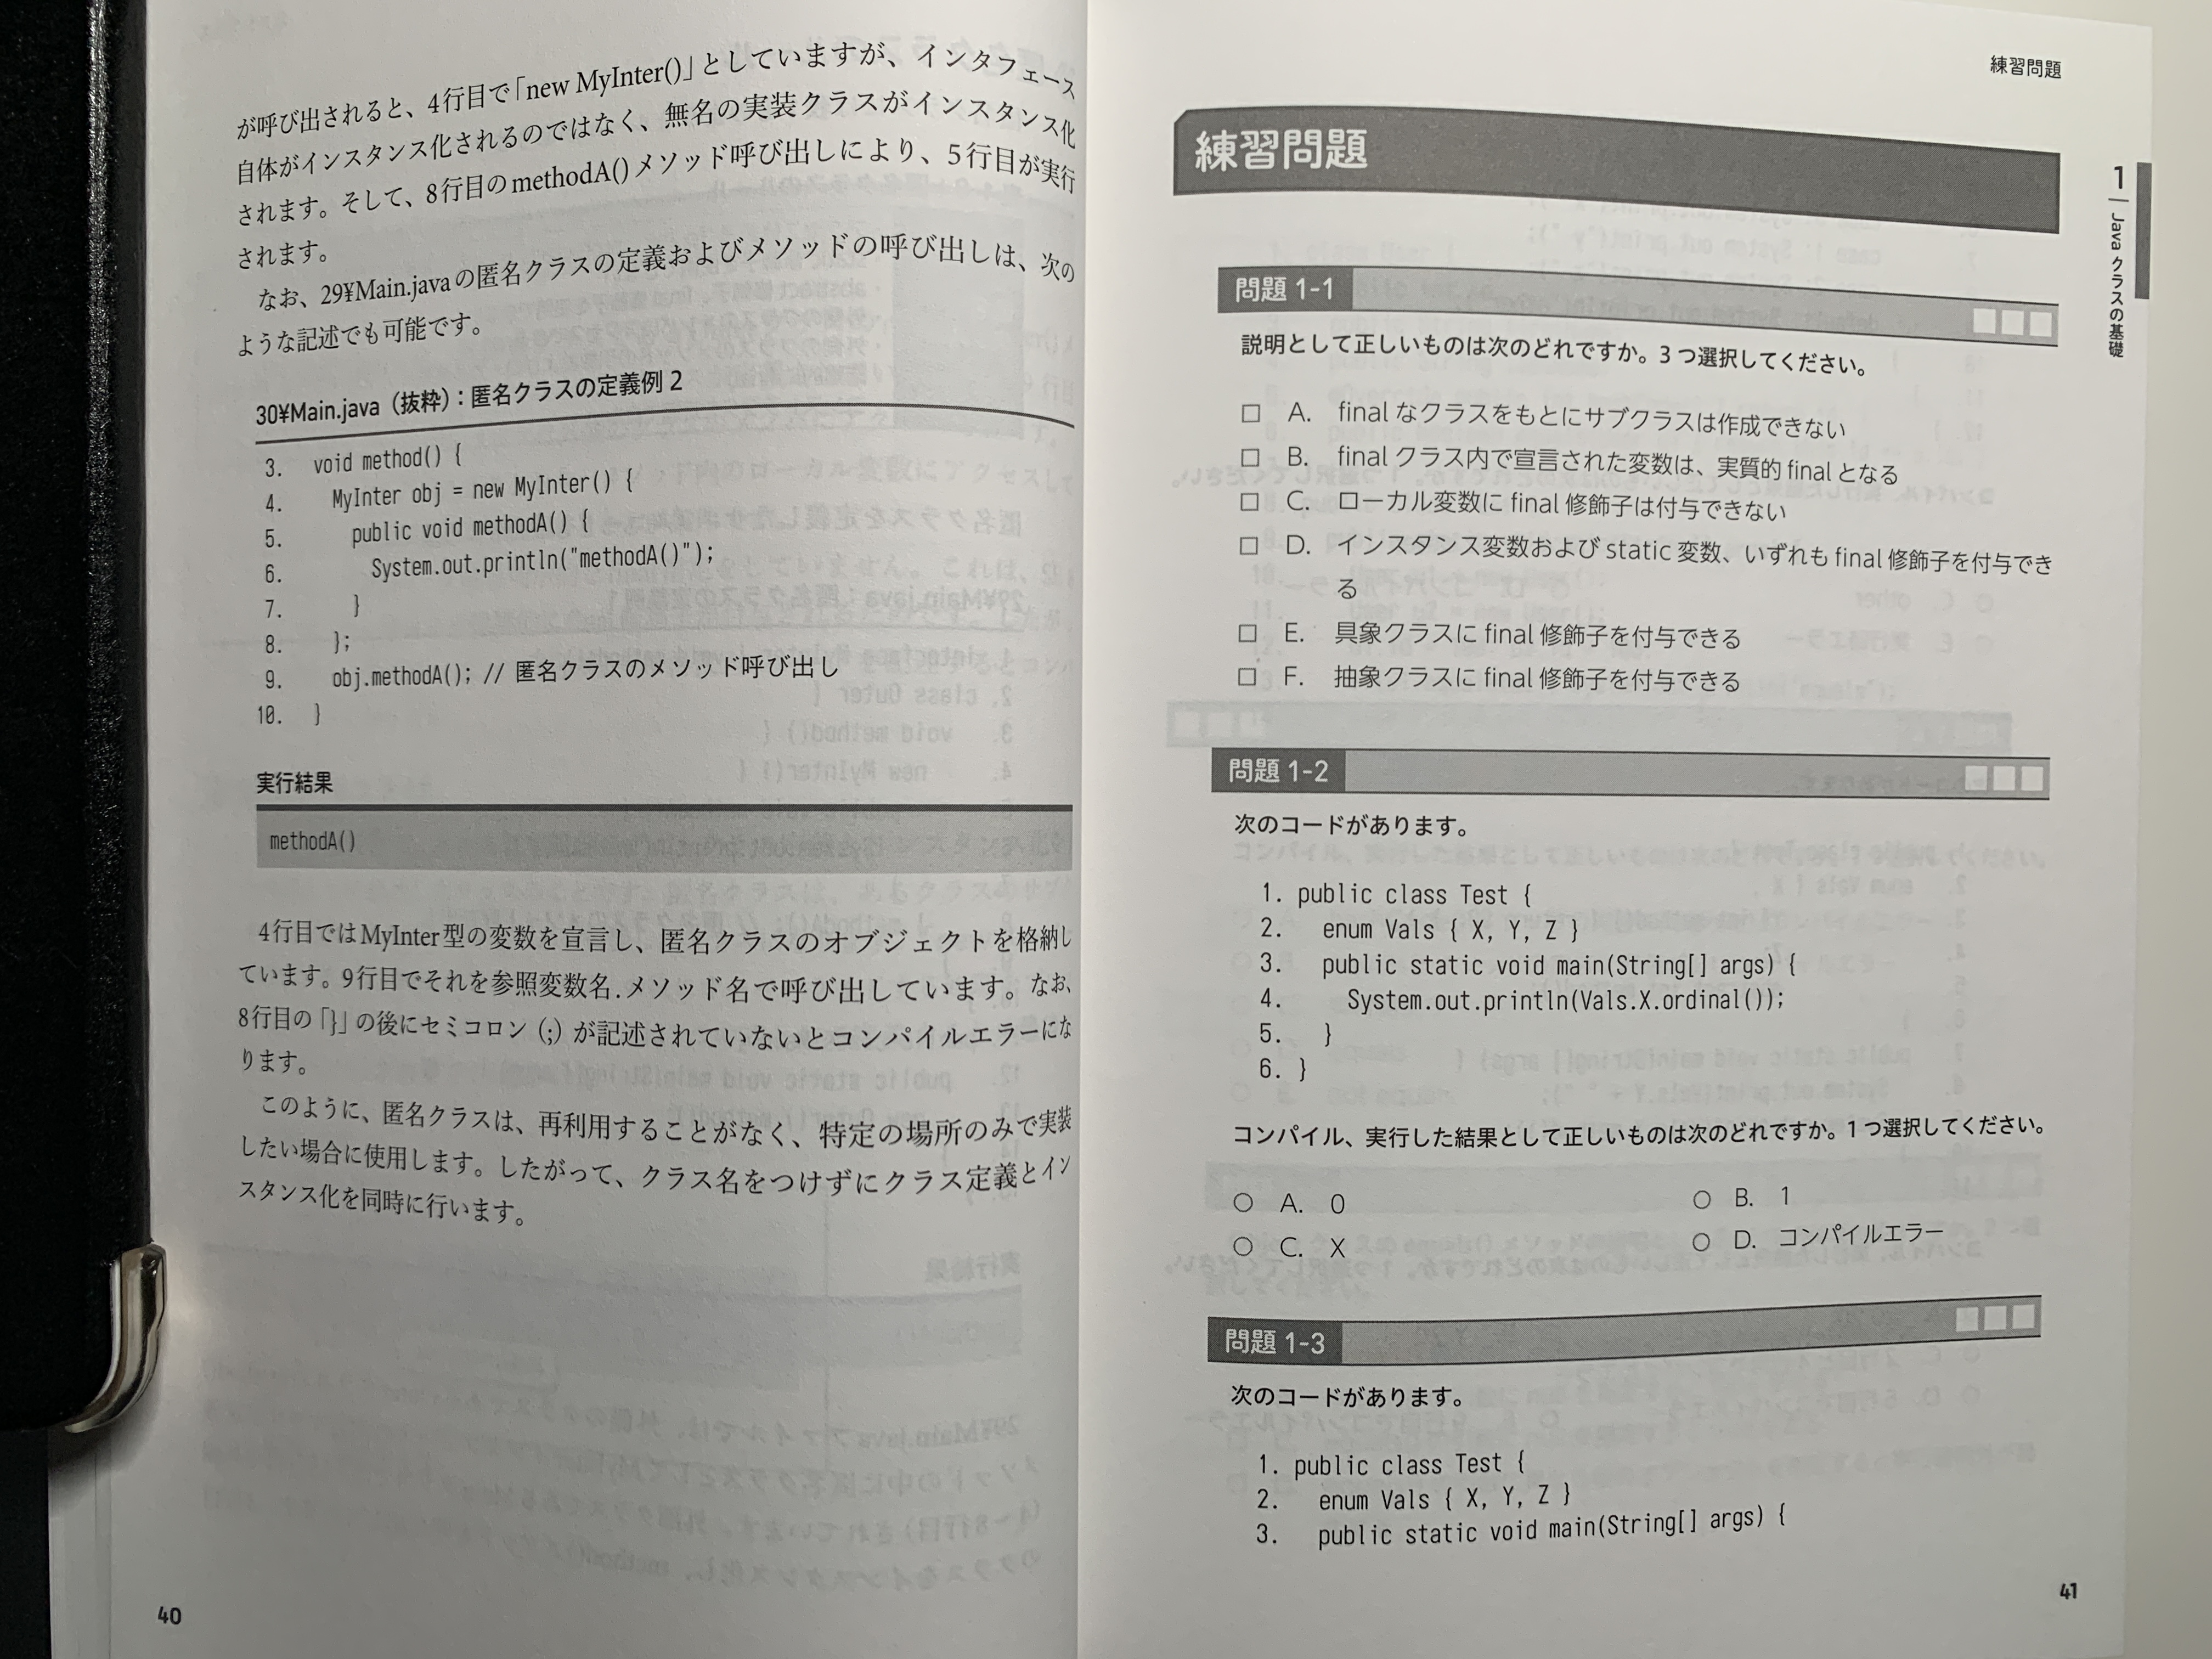 が呼び出されると、4行目で「new MyInter()」としていますが、インタフェース
自体がインスタンス化されるのではなく、無名の実装クラスがインスタンス化
されます。そして、8行目のmethodA()メソッド呼び出しにより、5行目が実行
されます。
なお、29¥Main.javaの匿名クラスの定義およびメソッドの呼び出しは、次の
ような記述でも可能です。
30¥Main.java（抜粋）：匿名クラスの定義例 2
3. void method() {
4. MyInter obj = new MyInter() {
5. public void methodA() {
6. System.out.println("methodA()");
7. }
8. };
9. obj.methodA(); // 匿名クラスのメソッド呼び出し
10. }
実行結果
methodA()
4行目ではMyInter型の変数を宣言し、匿名クラスのオブジェクトを格納し
ています。9行目でそれを参照変数名.メソッド名で呼び出しています。なお、
8行目の「}」の後にセミコロン（;）が記述されていないとコンパイルエラーにな
ります。
このように、匿名クラスは、再利用することがなく、特定の場所のみで実装
したい場合に使用します。したがって、クラス名をつけずにクラス定義とイン
スタンス化を同時に行います。
40
練習問題
1 Java クラスの基礎
練習問題
問題 1-1
説明として正しいものは次のどれですか。3 つ選択してください。
□ A. final なクラスをもとにサブクラスは作成できない
□ B. final クラス内で宣言された変数は、実質的 final となる
□ C. ローカル変数に final 修飾子は付与できない
□ D. インスタンス変数および static 変数、いずれも final 修飾子を付与でき
る
□ E. 具象クラスに final 修飾子を付与できる
□ F. 抽象クラスに final 修飾子を付与できる
問題 1-2
次のコードがあります。
1. public class Test {
2. enum Vals { X, Y, Z }
3. public static void main(String[] args) {
4. System.out.println(Vals.X.ordinal());
5. }
6. }
コンパイル、実行した結果として正しいものは次のどれですか。1 つ選択してください。
○ A. 0
○ B. 1
○ C. X
○ D. コンパイルエラー
問題 1-3
次のコードがあります。
1. public class Test {
2. enum Vals { X, Y, Z }
3. public static void main(String[] args) {
41